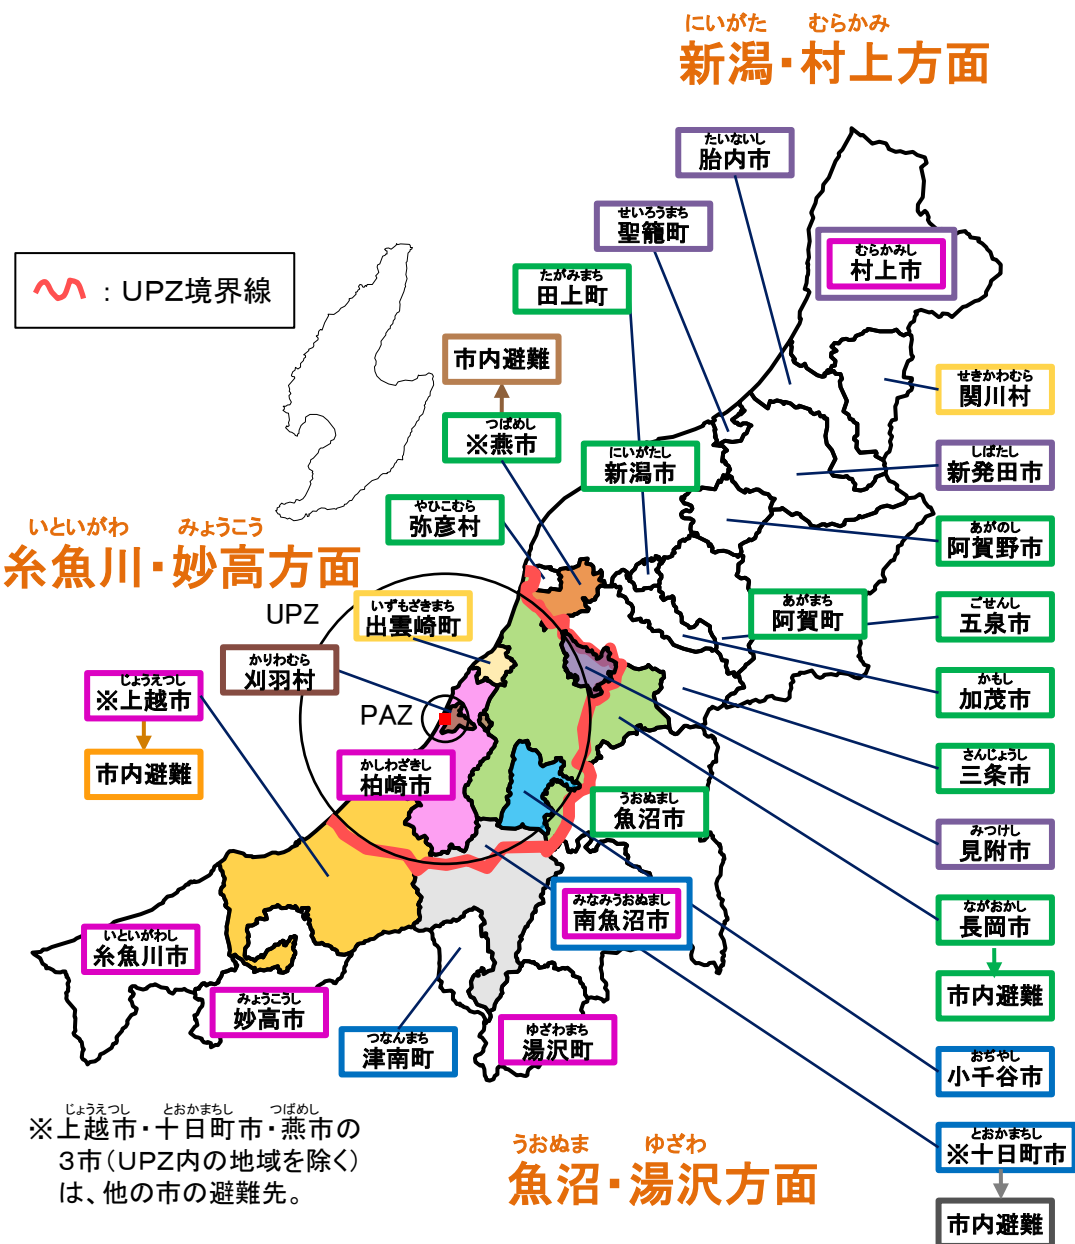 にいがた　むらかみ
新潟・村上方面
たいないし
胎内市
せいろうまち
聖籠町
むらかみし
村上市
たがみまち
田上町
：UPZ境界線
市内避難
せきかわむら
関川村
つばめし
※燕市
にいがたし
新潟市
しばたし
新発田市
やひこむら
弥彦村
あがのし
阿賀野市
いといがわ　みょうこう
糸魚川・妙高方面
UPZ
いずもざきまち
出雲崎町
あがまち
阿賀町
ごせんし
五泉市
かりわむら
刈羽村
じょうえつし
※上越市
かもし
加茂市
PAZ
市内避難
かしわざきし
柏崎市
さんじょうし
三条市
うおぬまし
魚沼市
みつけし
見附市
みなみうおぬまし
南魚沼市
ながおかし
長岡市
いといがわし
糸魚川市
市内避難
みょうこうし
妙高市
つなんまち
津南町
ゆざわまち
湯沢町
おぢやし
小千谷市
じょうえつし　とおかまちし　つばめし
※上越市・十日町市・燕市の
3市（UPZ内の地域を除く）
は、他の市の避難先。
うおぬま　ゆざわ
魚沼・湯沢方面
とおかまちし
※十日町市
市内避難